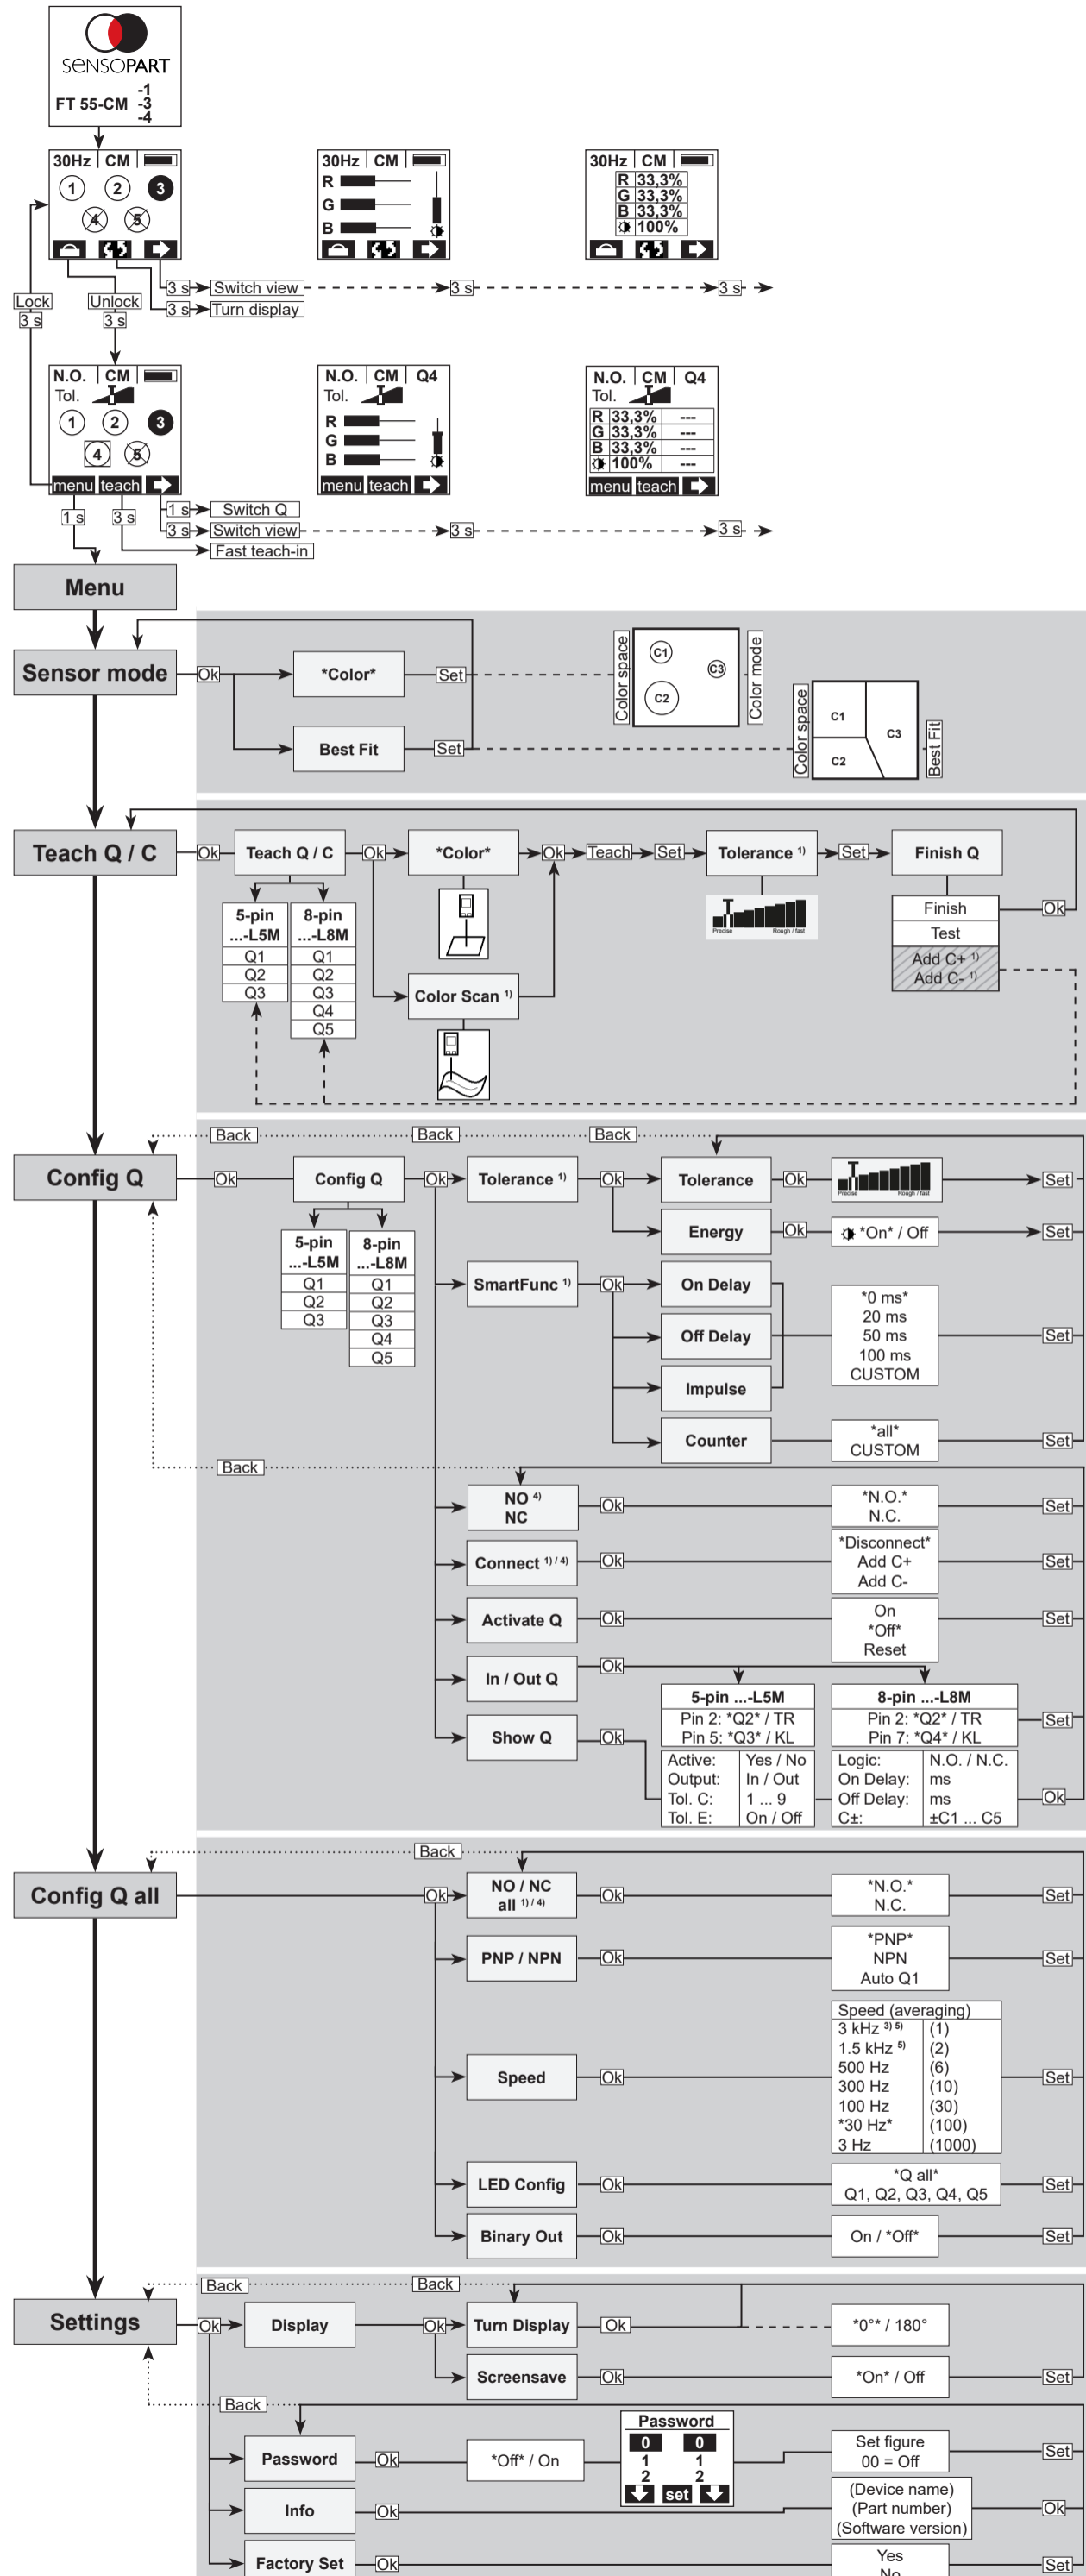 SENSOPART
FT 55-CM -1 -3 -4
30Hz CM
1 2 3
4 5
30Hz CM
R
G
B
30Hz CM
R 33,3%
G 33,3%
B 33,3%
100%
3 s Switch view 3 s 3 s
3 s Turn display
Lock
3 s
Unlock
3 s
N.O. CM
Tol.
1 2 3
4 5
menu teach
N.O. CM Q4
Tol.
R
G
B
menu teach
N.O. CM Q4
Tol.
R 33,3% ---
G 33,3% ---
B 33,3% ---
100% ---
menu teach
1 s 3 s
1 s Switch Q
3 s Switch view 3 s 3 s
Fast teach-in
Menu
Sensor mode Ok *Color* Set
Color space C1 C2 C3 Color mode
Best Fit Set
Color space C1 C2 C3 Best Fit
Teach Q / C Ok Teach Q / C Ok *Color* Ok Teach Set Tolerance 1) Set Finish Q
5-pin
...-L5M
Q1
Q2
Q3
8-pin
...-L8M
Q1
Q2
Q3
Q4
Q5
Color Scan 1)
Precise Rough / fast
Finish Ok
Test
Add C+ 1)
Add C- 1)
Back Back Back
Config Q Ok Config Q Ok Tolerance 1) Ok Tolerance Ok Precise Rough / fast Set
5-pin
...-L5M
Q1
Q2
Q3
8-pin
...-L8M
Q1
Q2
Q3
Q4
Q5
Energy Ok *On* / Off Set
SmartFunc 1) Ok On Delay
Off Delay
Impulse
*0 ms*
20 ms
50 ms
100 ms
CUSTOM
Set
Counter
*all*
CUSTOM
Set
Back
NO 4)
NC
Ok
*N.O.*
N.C.
Set
Connect 1) / 4) Ok
*Disconnect*
Add C+
Add C-
Set
Activate Q Ok
On
*Off*
Reset
Set
In / Out Q Ok
5-pin ...-L5M
Pin 2: *Q2* / TR
Pin 5: *Q3* / KL
8-pin ...-L8M
Pin 2: *Q2* / TR
Pin 7: *Q4* / KL
Set
Show Q Ok
Active: Yes / No
Output: In / Out
Tol. C: 1 ... 9
Tol. E: On / Off
Logic: N.O. / N.C.
On Delay: ms
Off Delay: ms
C±: ±C1 ... C5
Ok
Back
Config Q all Ok
NO / NC
all 1) / 4)
Ok
*N.O.*
N.C.
Set
PNP / NPN Ok
*PNP*
NPN
Auto Q1
Set
Speed Ok
Speed (averaging)
3 kHz 3) 5) (1)
1.5 kHz 5) (2)
500 Hz (6)
300 Hz (10)
100 Hz (30)
*30 Hz* (100)
3 Hz (1000)
Set
LED Config Ok
*Q all*
Q1, Q2, Q3, Q4, Q5
Set
Binary Out Ok On / *Off* Set
Back Back
Settings Ok Display Ok Turn Display Ok *0°* / 180°
Screensave Ok *On* / Off Set
Back
Password Ok *Off* / On
Password
0 0
1 1
2 2
set
Set figure
00 = Off
Set
Info Ok
(Device name)
(Part number)
(Software version)
Ok
Factory Set Ok
Yes
No
Set